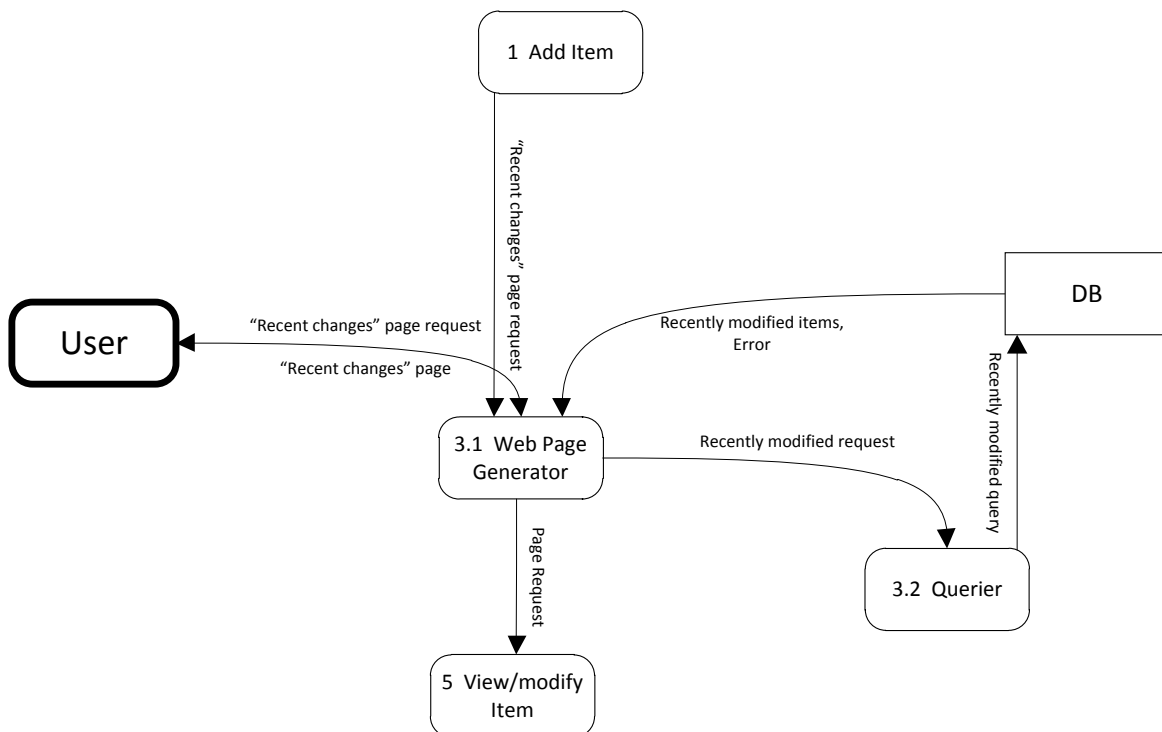 1 Add Item
“Recent changes” page request
DB
User
“Recent changes” page request
“Recent changes” page
Recently modified items,
Error
Recently modified query
3.1 Web Page
Generator
Recently modified request
Page Request
3.2 Querier
5 View/modify
Item